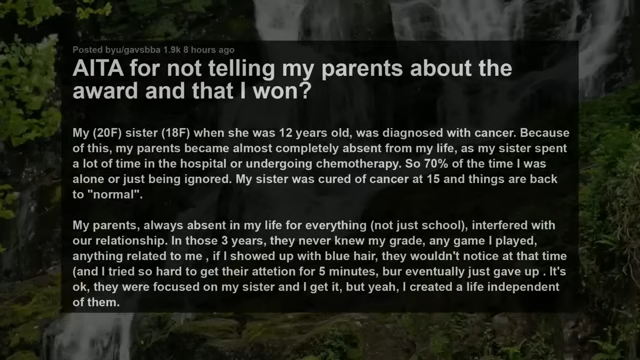 Posted byu/gavsbba 1.9k 8 hours ago
AITA for not telling my parents about the
award and that I won?
My (20F) sister (18F) when she was 12 years old, was diagnosed with cancer. Because
of this, my parents became almost completely absent from my life, as my sister spent
a lot of time in the hospital or undergoing chemotherapy. So 70% of the time I was
alone or just being ignored. My sister was cured of cancer at 15 and things are back
to "normal".
My parents, always absent in my life for everything (not just school), interfered with
our relationship. In those 3 years, they never knew my grade, any game I played,
anything related to me , if I showed up with blue hair, they wouldn't notice at that time
(and I tried so hard to get their attetion for 5 minutes, bur eventually just gave up . It's
ok, they were focused on my sister and I get it, but yeah, I created a life independent
of them.